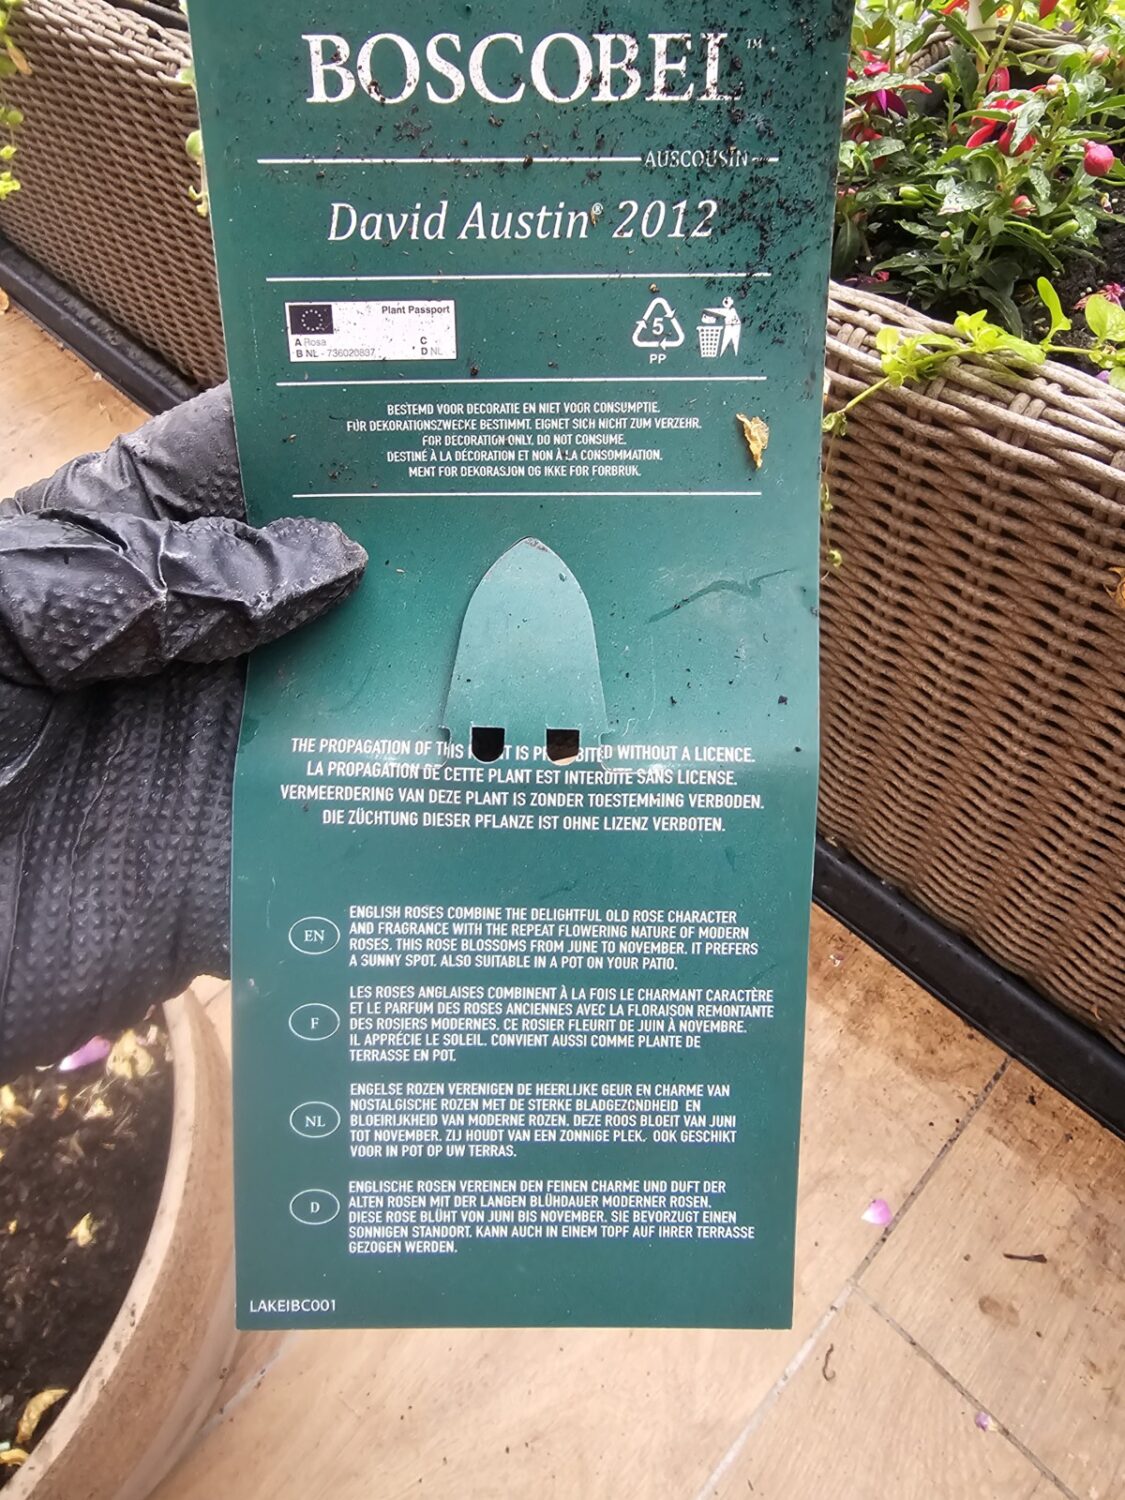 BOSCOBEL™
AUSCOUSIN
David Austin® 2012
Plant Passport
A Rosa
B NL - 736020837
C
D NL
5
PP
BESTEMD VOOR DECORATIE EN NIET VOOR CONSUMPTIE.
FÜR DEKORATIONSZWECKE BESTIMMT. EIGNET SICH NICHT ZUM VERZEHR.
FOR DECORATION ONLY. DO NOT CONSUME.
DESTINÉ À LA DÉCORATION ET NON À LA CONSOMMATION.
MENT FOR DEKORASJON OG IKKE FOR FORBRUK.
THE PROPAGATION OF THIS IS WITHOUT A LICENCE.
LA PROPAGATION DE CETTE PLANT EST INTERDITE SANS LICENSE.
VERMEERDERING VAN DEZE PLANT IS ZONDER TOESTEMMING VERBODEN.
DIE ZÜCHTUNG DIESER PFLANZE IST OHNE LIZENZ VERBOTEN.
EN
ENGLISH ROSES COMBINE THE DELIGHTFUL OLD ROSE CHARACTER
AND FRAGRANCE WITH THE REPEAT FLOWERING NATURE OF MODERN
ROSES. THIS ROSE BLOSSOMS FROM JUNE TO NOVEMBER. IT PREFERS
A SUNNY SPOT. ALSO SUITABLE IN A POT ON YOUR PATIO.
F
LES ROSES ANGLAISES COMBINENT À LA FOIS LE CHARMANT CARACTÈRE
ET LE PARFUM DES ROSES ANCIENNES AVEC LA FLORAISON REMONTANTE
DES ROSIERS MODERNES. CE ROSIER FLEURIT DE JUIN À NOVEMBRE.
IL APPRÉCIE LE SOLEIL. CONVIENT AUSSI COMME PLANTE DE
TERRASSE EN POT.
NL
ENGELSE ROZEN VERENIGEN DE HEERLIJKE GEUR EN CHARME VAN
NOSTALGISCHE ROZEN MET DE STERKE BLADGEZONDHEID EN
BLOEIRIJKHEID VAN MODERNE ROZEN. DEZE ROOS BLOEIT VAN JUNI
TOT NOVEMBER. ZIJ HOUDT VAN EEN ZONNIGE PLEK. OOK GESCHIKT
VOOR IN POT OP UW TERRAS.
D
ENGLISCHE ROSEN VEREINEN DEN FEINEN CHARME UND DUFT DER
ALTEN ROSEN MIT DER LANGEN BLÜHDAUER MODERNER ROSEN.
DIESE ROSE BLÜHT VON JUNI BIS NOVEMBER. SIE BEVORZUGT EINEN
SONNIGEN STANDORT. KANN AUCH IN EINEM TOPF AUF IHRER TERRASSE
GEZOGEN WERDEN.
LAKEIBC001